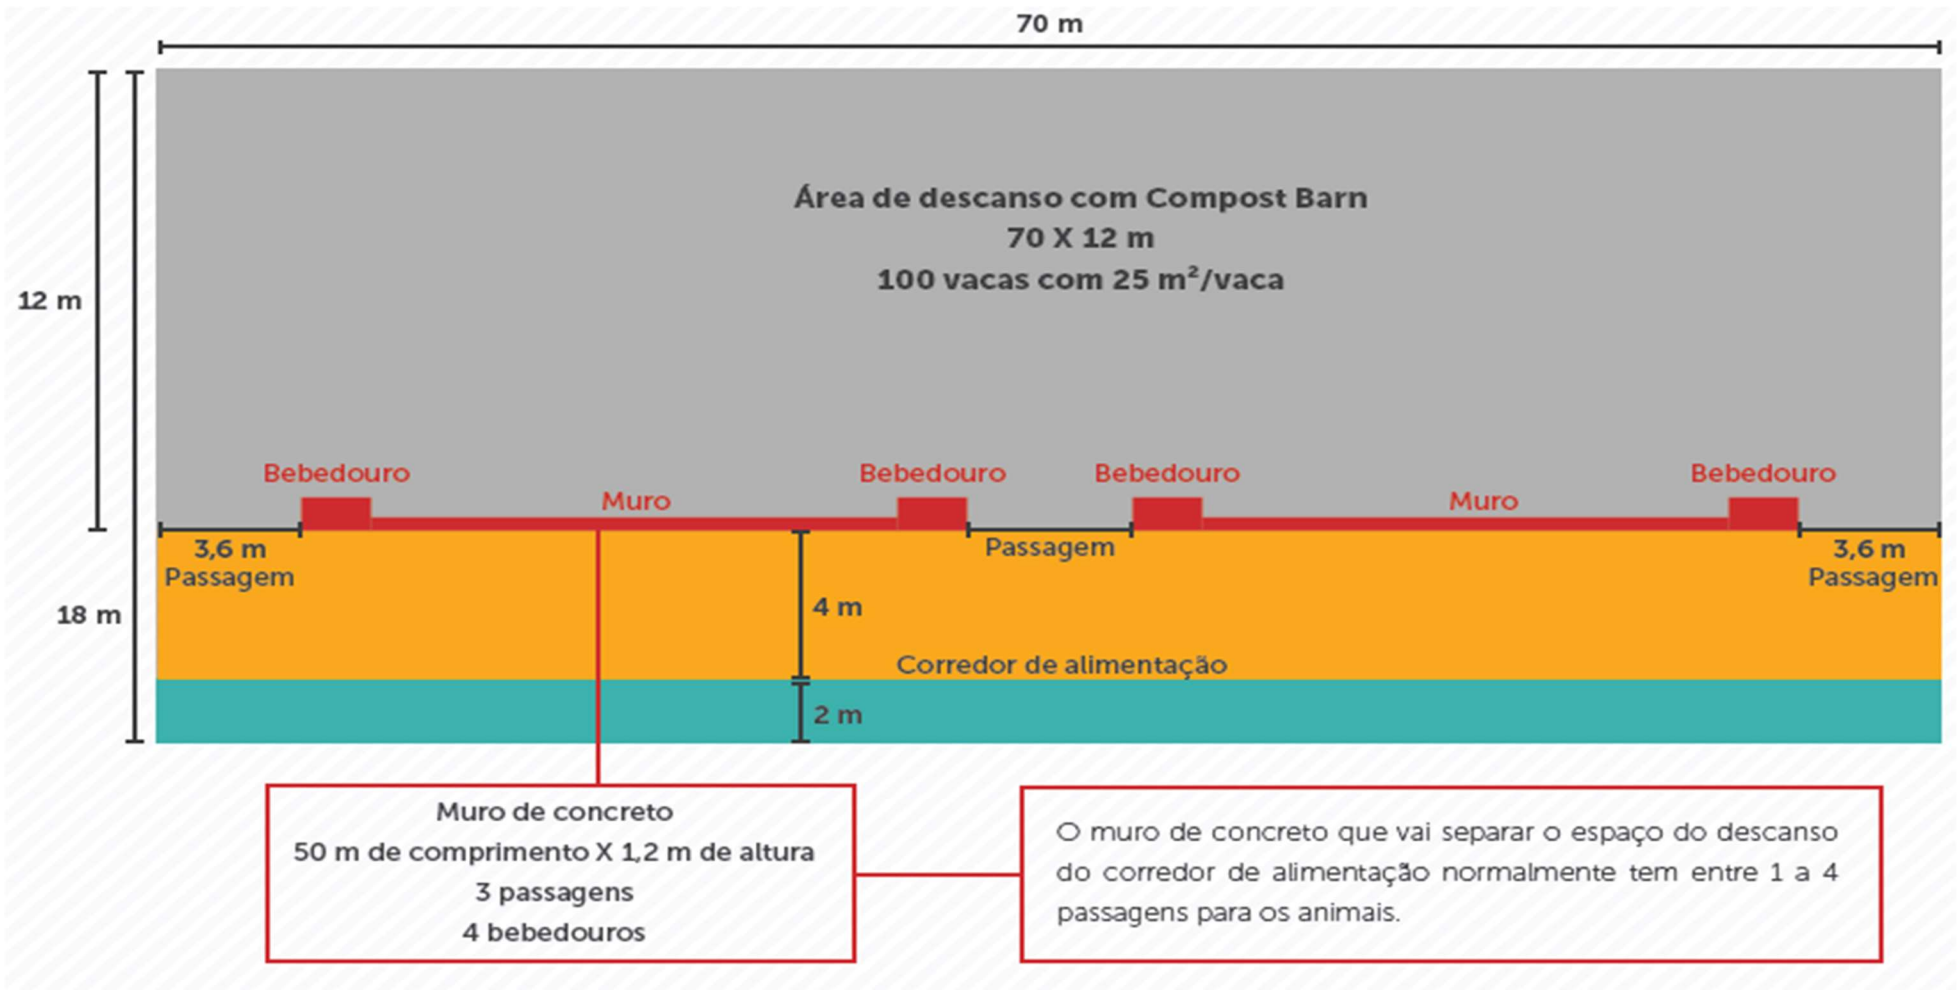 70 m
Área de descanso com Compost Barn
70 X 12 m
100 vacas com 25 m²/vaca
12 m
Bebedouro
Bebedouro
Bebedouro
Bebedouro
Muro
Muro
3,6 m
Passagem
Passagem
3,6 m
Passagem
18 m
4 m
Corredor de alimentação
2 m
Muro de concreto
50 m de comprimento X 1,2 m de altura
3 passagens
4 bebedouros
O muro de concreto que vai separar o espaço do descanso
do corredor de alimentação normalmente tem entre 1 a 4
passagens para os animais.